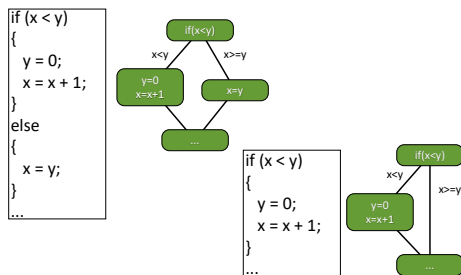 if (x < y)
{
y = 0;
x = x + 1;
}
else
{
x = y;
}
...
if(x<y)
x<y
x>=y
y=0
x=x+1
x=y
...
if (x < y)
{
y = 0;
x = x + 1;
}
...
if(x<y)
x<y
x>=y
y=0
x=x+1
...